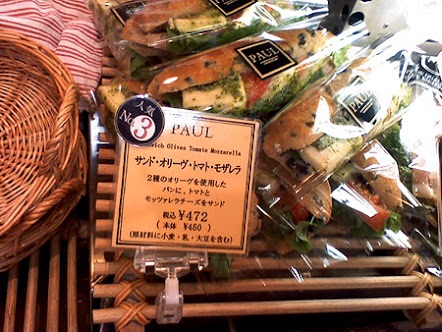 人気
No.
3
PAUL
ich Olives Tomate Mozzarella
サンド・オリーヴ・トマト・モザレラ
2種のオリーヴを使用した
パンに、トマトと
モッツァレラチーズをサンド
税込 ¥472
( 本体 ¥450 )
(原材料に小麦・乳・大豆を含む)
PAUL
PAUL